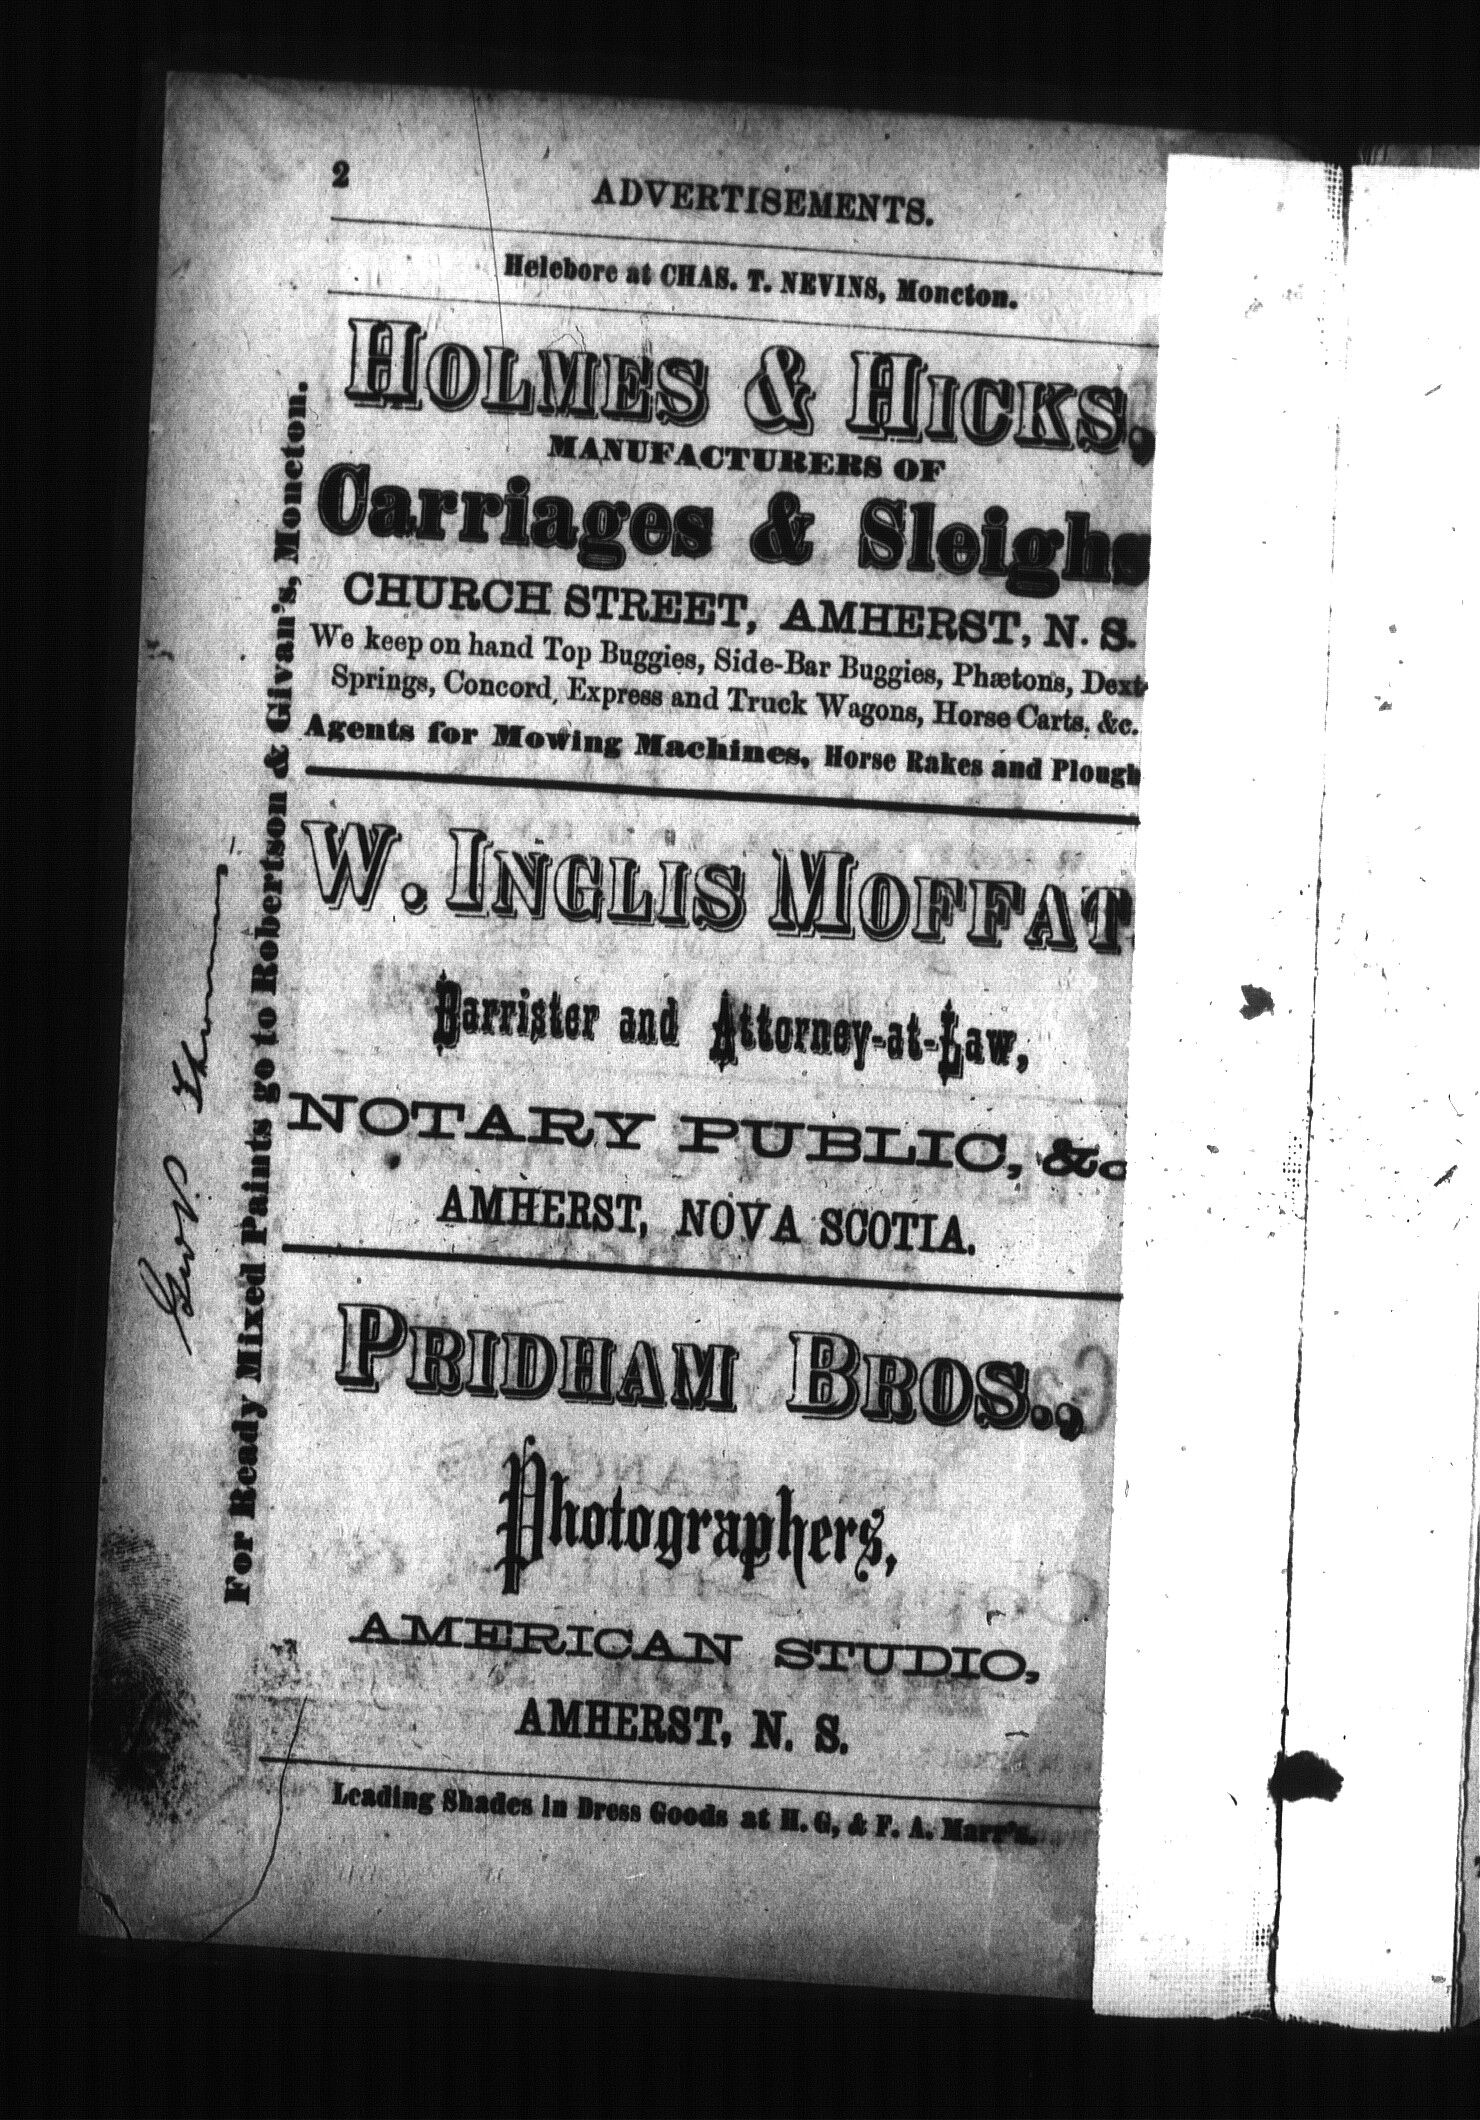 2
ADVERTISEMENTS.
Helebore at CHAS. T. NEVINS, Moncton.
HOLMES & HICKS,
MANUFACTURERS OF
Carriages & Sleighs
CHURCH STREET, AMHERST, N. S.
We keep on hand Top Buggies, Side-Bar Buggies, Phætons, Dext
Springs, Concord, Express and Truck Wagons, Horse Carts, &c.
Agents for Mowing Machines, Horse Rakes and Plough
W. INGLIS MOFFAT
Barrister and Attorney-at-Law,
NOTARY PUBLIC, &c
AMHERST, NOVA SCOTIA.
PRIDHAM BROS.,
Photographers,
AMERICAN STUDIO,
AMHERST, N. S.
Leading Shades in Dress Goods at H. G, & F. A. Marr's.
For Ready Mixed Paints go to Robertson & Givan's, Moncton.